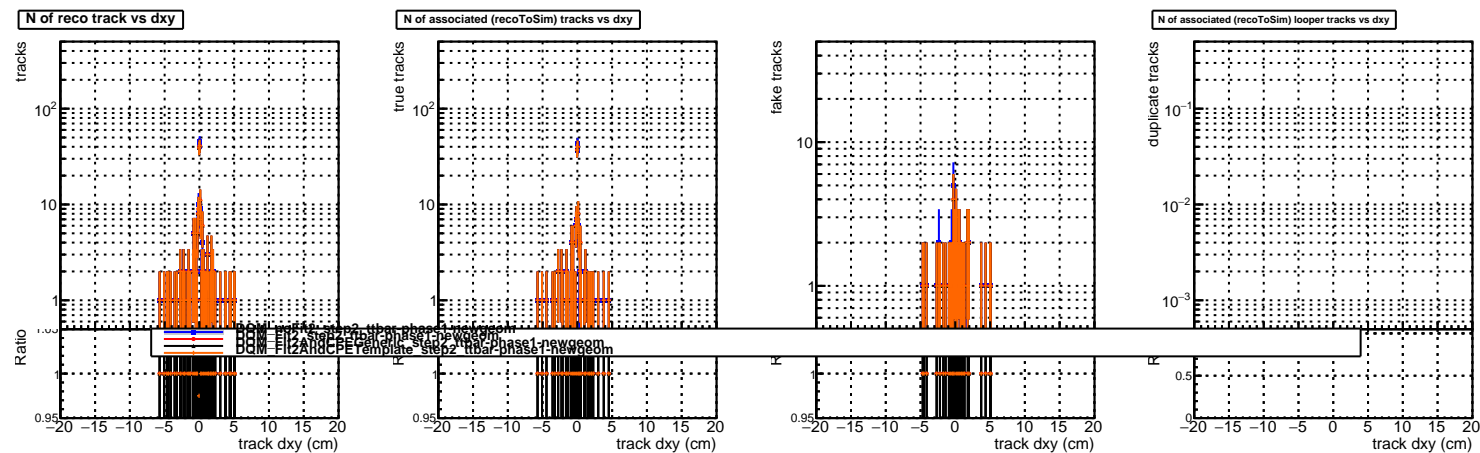 N of reco track vs dxy
N of associated (recoToSim) tracks vs dxy
N of associated (recoToSim) looper tracks vs dxy
tracks
10²
10
1
Ratio
1
0.95
−20 −15 −10 −5 0 5 10 15 20
track dxy (cm)
true tracks
10²
10
1
1
0.95
−20 −15 −10 −5 0 5 10 15 20
track dxy (cm)
fake tracks
10
1
1
0.95
−20 −15 −10 −5 0 5 10 15 20
track dxy (cm)
duplicate tracks
10⁻¹
10⁻²
10⁻³
0.5
0
−20 −15 −10 −5 0 5 10 15 20
track dxy (cm)
DQM_Fit2AndCPEGeneric_step2_ttbar-phase1-newgeom
DQM_Fit2AndCPETemplate_step2_ttbar-phase1-newgeom